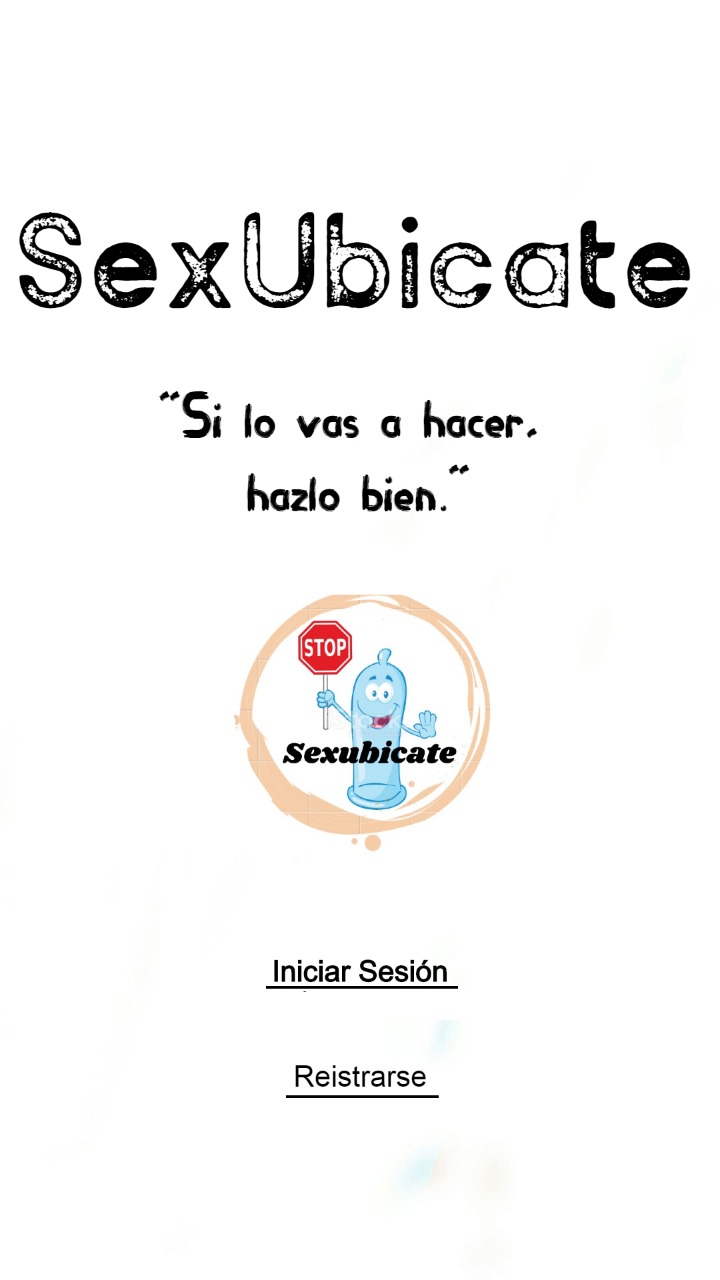 SexUbicate
“Si lo vas a hacer,
hazlo bien.”
STOP
Sexubicate
Iniciar Sesión
Reistrarse